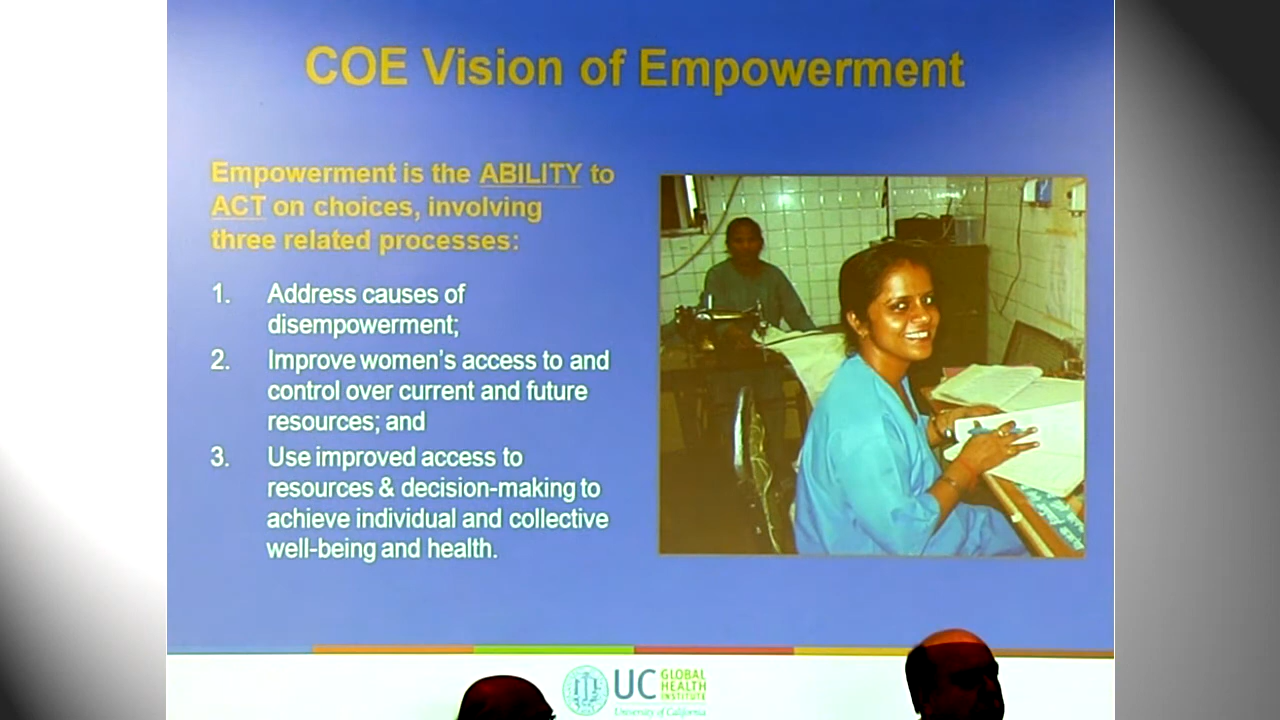 COE Vision of Empowerment
Empowerment is the ABILITY to
ACT on choices, involving
three related processes:
1. Address causes of
disempowerment;
2. Improve women's access to and
control over current and future
resources; and
3. Use improved access to
resources & decision-making to
achieve individual and collective
well-being and health.
UC GLOBAL
HEALTH
INSTITUTE
University of California